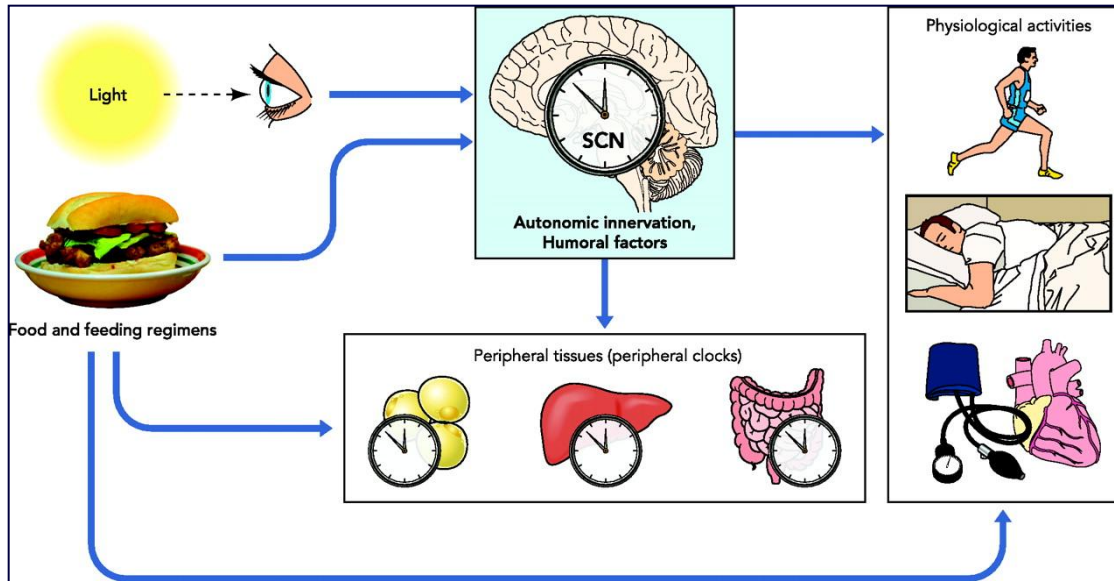 Light
SCN
Autonomic innervation,
Humoral factors
Physiological activities
Food and feeding regimens
Peripheral tissues (peripheral clocks)